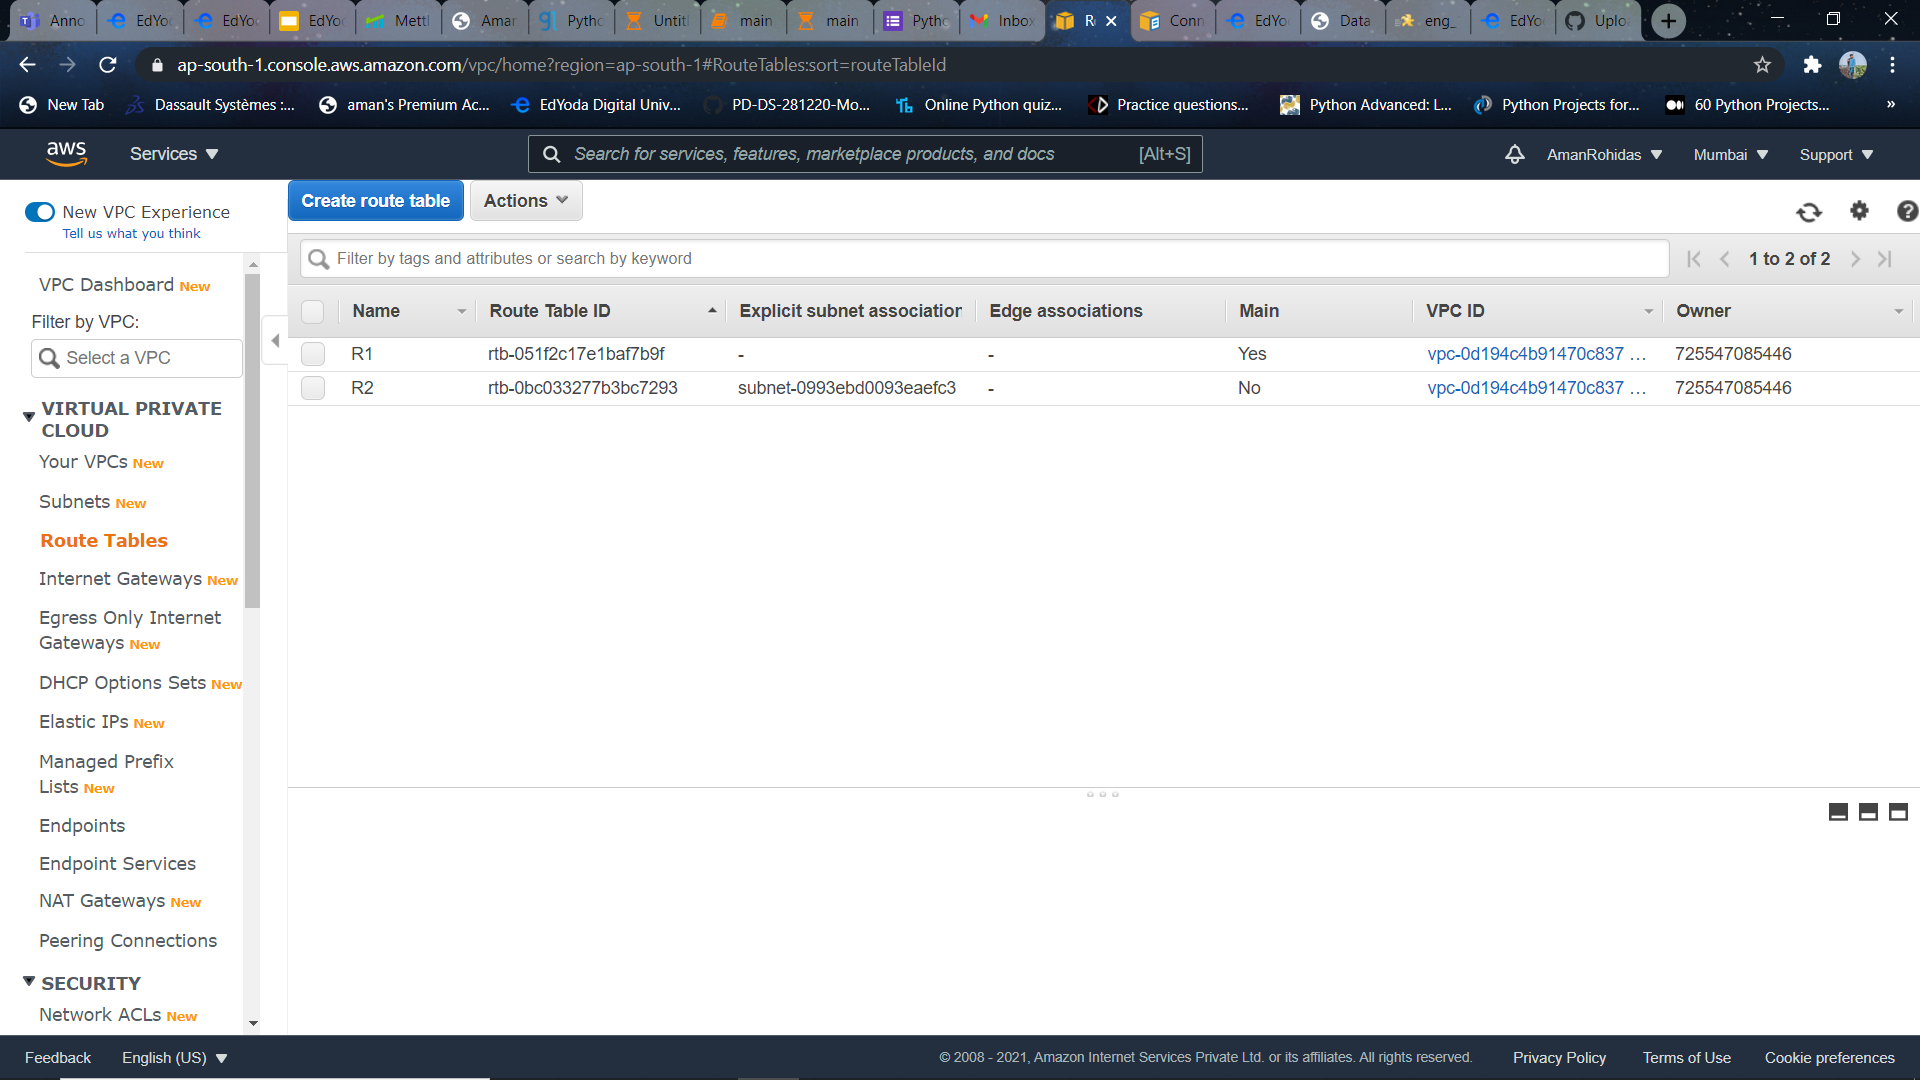 Anno EdYo EdYo EdYo Mettl Aman Pytho Untitl main main Pytho Inbox R Conn EdYo Data eng_ EdYo Uplo
ap-south-1.console.aws.amazon.com/vpc/home?region=ap-south-1#RouteTables:sort=routeTableId
New Tab Dassault Systèmes :... aman's Premium Ac... EdYoda Digital Univ... PD-DS-281220-Mo... Online Python quiz... Practice questions... Python Advanced: L... Python Projects for... 60 Python Projects... »
aws Services Search for services, features, marketplace products, and docs [Alt+S] AmanRohidas Mumbai Support
New VPC Experience
Tell us what you think
Create route table Actions
Filter by tags and attributes or search by keyword 1 to 2 of 2
Name Route Table ID Explicit subnet association Edge associations Main VPC ID Owner
R1 rtb-051f2c17e1baf7b9f - - Yes vpc-0d194c4b91470c837 ... 725547085446
R2 rtb-0bc033277b3bc7293 subnet-0993ebd0093eaefc3 - No vpc-0d194c4b91470c837 ... 725547085446
VPC Dashboard New
Filter by VPC:
Select a VPC
VIRTUAL PRIVATE
CLOUD
Your VPCs New
Subnets New
Route Tables
Internet Gateways New
Egress Only Internet
Gateways New
DHCP Options Sets New
Elastic IPs New
Managed Prefix
Lists New
Endpoints
Endpoint Services
NAT Gateways New
Peering Connections
SECURITY
Network ACLs New
Feedback English (US) © 2008 - 2021, Amazon Internet Services Private Ltd. or its affiliates. All rights reserved. Privacy Policy Terms of Use Cookie preferences